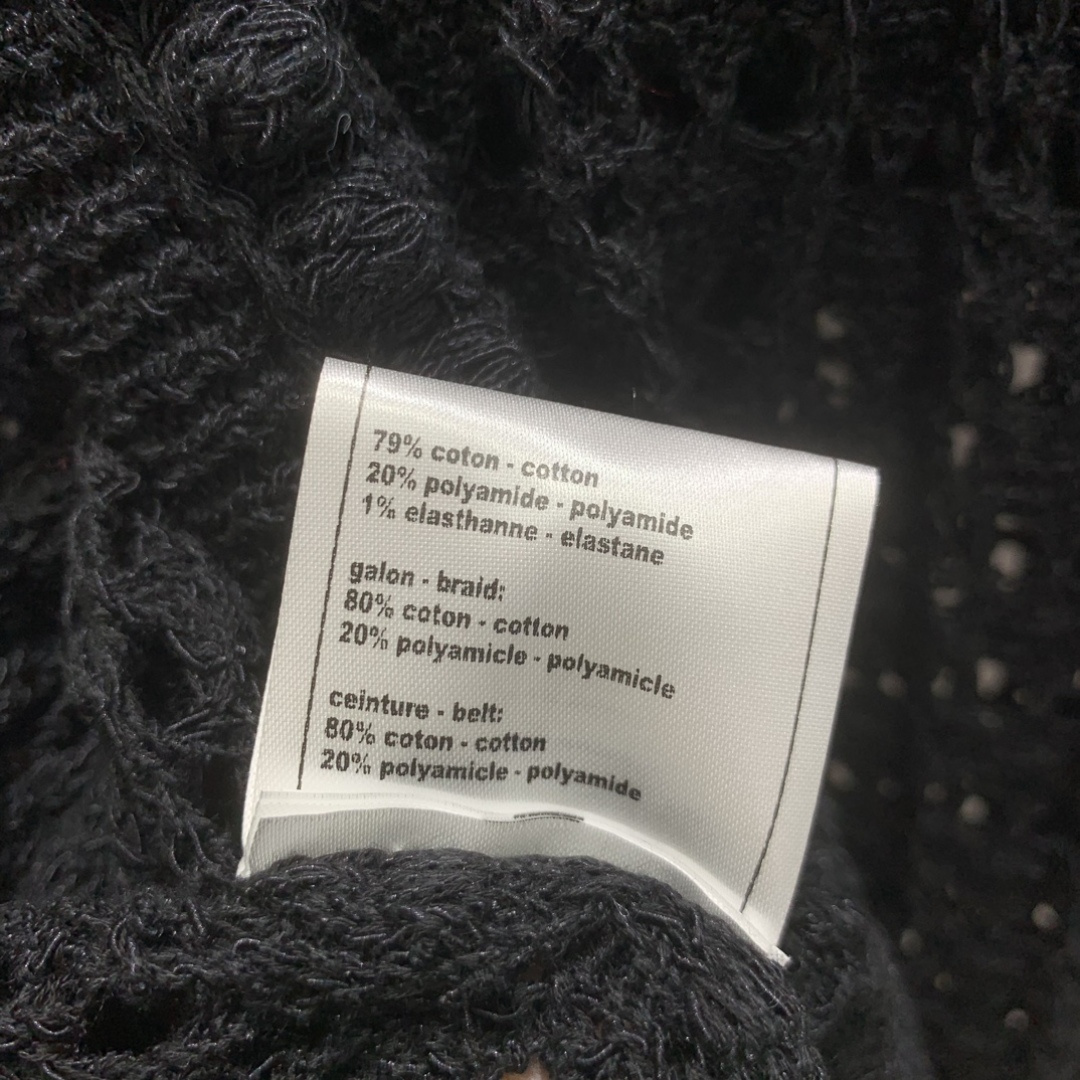 79% coton - cotton
20% polyamide - polyamide
1% elasthanne - elastane
galon - braid:
80% coton - cotton
20% polyamicle - polyamicle
ceinture - belt:
80% coton - cotton
20% polyamicle - polyamide